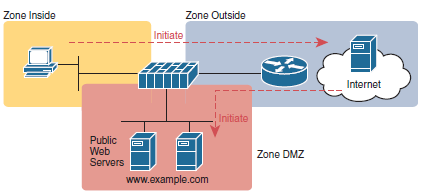 Zone Inside
Zone Outside
Initiate
Internet
Initiate
Public
Web
Servers
Zone DMZ
www.example.com